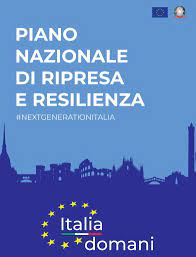 PIANO
NAZIONALE
DI RIPRESA
E RESILIENZA
#NEXTGENERATIONITALIA
Italia
domani